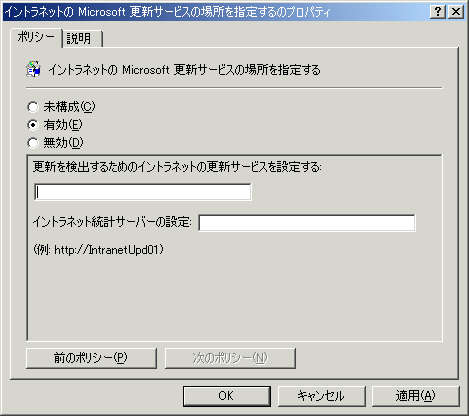 イントラネットの Microsoft 更新サービスの場所を指定するのプロパティ
ポリシー 説明
イントラネットの Microsoft 更新サービスの場所を指定する
未構成(C)
有効(E)
無効(D)
更新を検出するためのイントラネットの更新サービスを設定する:
イントラネット統計サーバーの設定:
(例: http://IntranetUpd01)
前のポリシー(P) 次のポリシー(N)
OK キャンセル 適用(A)